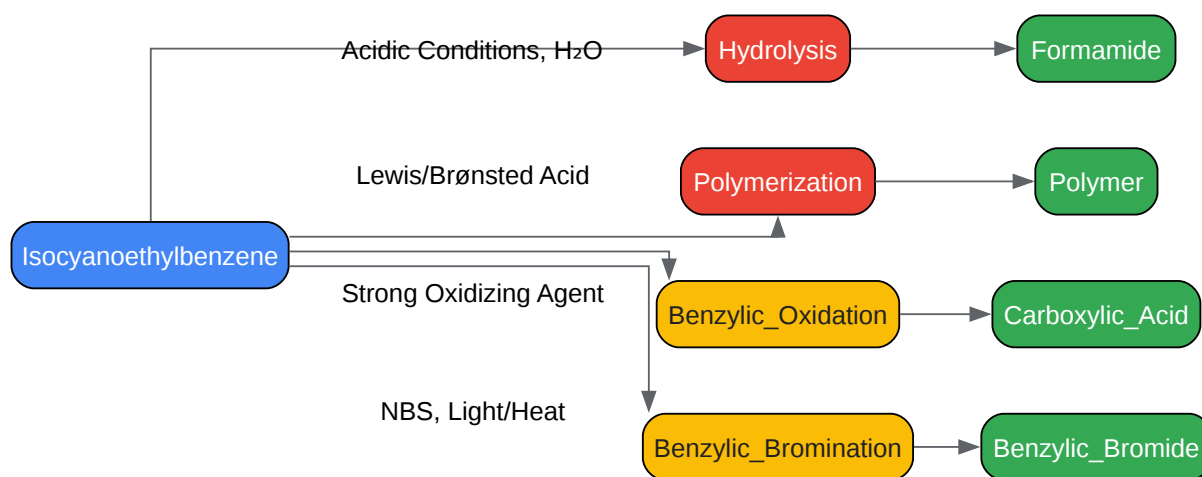 Acidic Conditions, H₂O
Hydrolysis
Formamide
Lewis/Brønsted Acid
Polymerization
Polymer
Isocyanoethylbenzene
Strong Oxidizing Agent
Benzylic_Oxidation
Carboxylic_Acid
NBS, Light/Heat
Benzylic_Bromination
Benzylic_Bromide